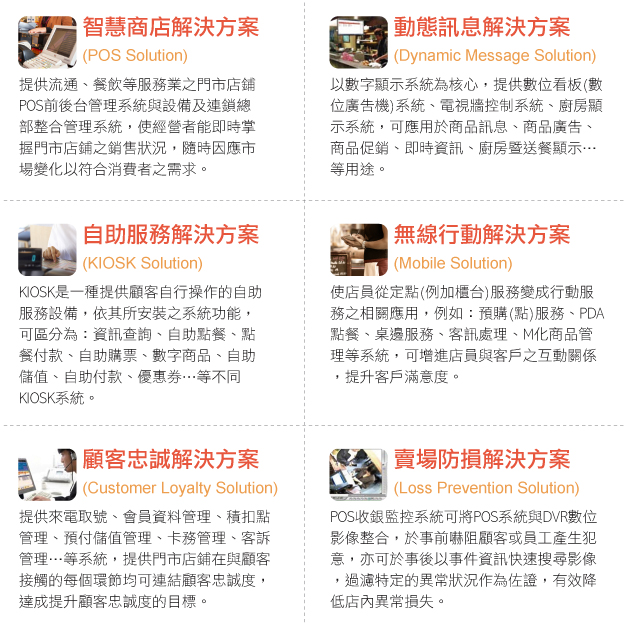 智慧商店解決方案
(POS Solution)
提供流通、餐飲等服務業之門市店鋪
POS前後台管理系統與設備及連鎖總
部整合管理系統，使經營者能即時掌
握門市店鋪之銷售狀況，隨時因應市
場變化以符合消費者之需求。
動態訊息解決方案
(Dynamic Message Solution)
以數字顯示系統為核心，提供數位看板(數
位廣告機)系統、電視牆控制系統、廚房顯
示系統，可應用於商品訊息、商品廣告、
商品促銷、即時資訊、廚房暨送餐顯示…
等用途。
自助服務解決方案
(KIOSK Solution)
KIOSK是一種提供顧客自行操作的自助
服務設備，依其所安裝之系統功能，
可區分為：資訊查詢、自助點餐、點
餐付款、自助購票、數字商品、自助
儲值、自助付款、優惠券…等不同
KIOSK系統。
無線行動解決方案
(Mobile Solution)
使店員從定點(例加櫃台)服務變成行動服
務之相關應用，例如：預購(點)服務、PDA
點餐、桌邊服務、客訊處理、M化商品管
理等系統，可增進店員與客戶之互動關係
，提升客戶滿意度。
顧客忠誠解決方案
(Customer Loyalty Solution)
提供來電取號、會員資料管理、積扣點
管理、預付儲值管理、卡務管理、客訴
管理…等系統，提供門市店鋪在與顧客
接觸的每個環節均可連結顧客忠誠度，
達成提升顧客忠誠度的目標。
賣場防損解決方案
(Loss Prevention Solution)
POS收銀監控系統可將POS系統與DVR數位
影像整合，於事前嚇阻顧客或員工產生犯
意，亦可於事後以事件資訊快速搜尋影像
，過濾特定的異常狀況作為佐證，有效降
低店內異常損失。